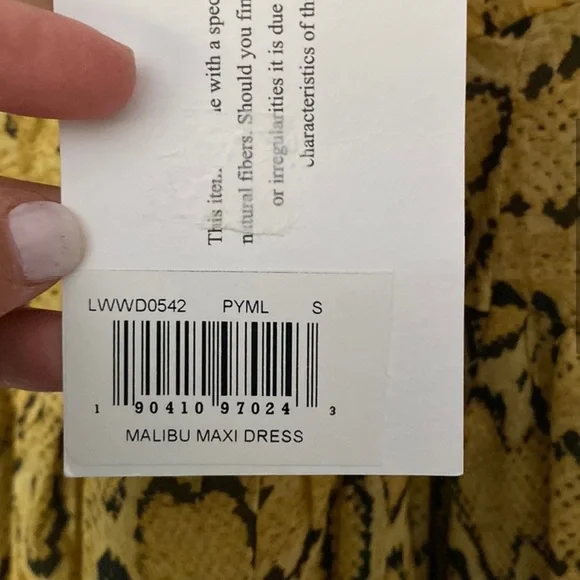 This ite with a spec
natural fibers. Should you fin
or irregularities it is due
characteristics of th
LWWD0542 PYML S
1 90410 97024 3
MALIBU MAXI DRESS